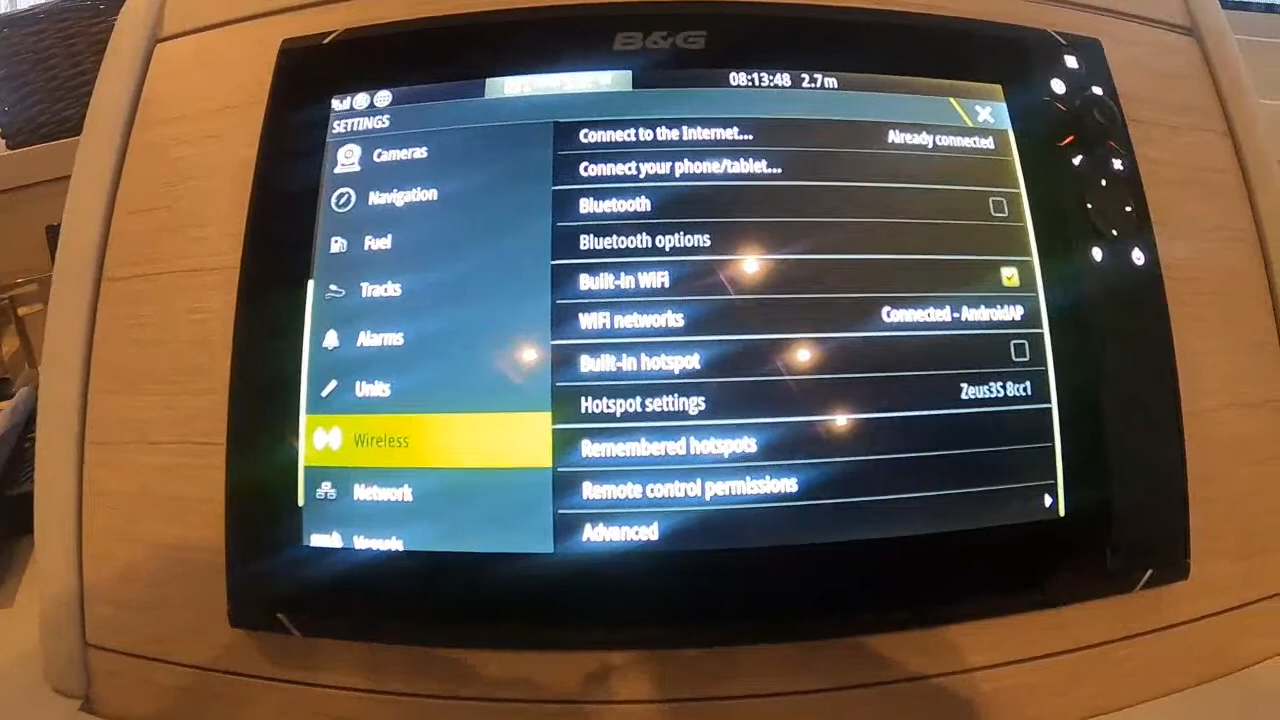 B&G
08:13:48 2.7m
SETTINGS
Cameras
Navigation
Fuel
Tracks
Alarms
Units
Wireless
Network
Vessels
Connect to the Internet... Already connected
Connect your phone/tablet...
Bluetooth
Bluetooth options
Built-in WiFi
WiFi networks Connected - AndroidAP
Built-in hotspot
Hotspot settings Zeus3S 8cc1
Remembered hotspots
Remote control permissions
Advanced